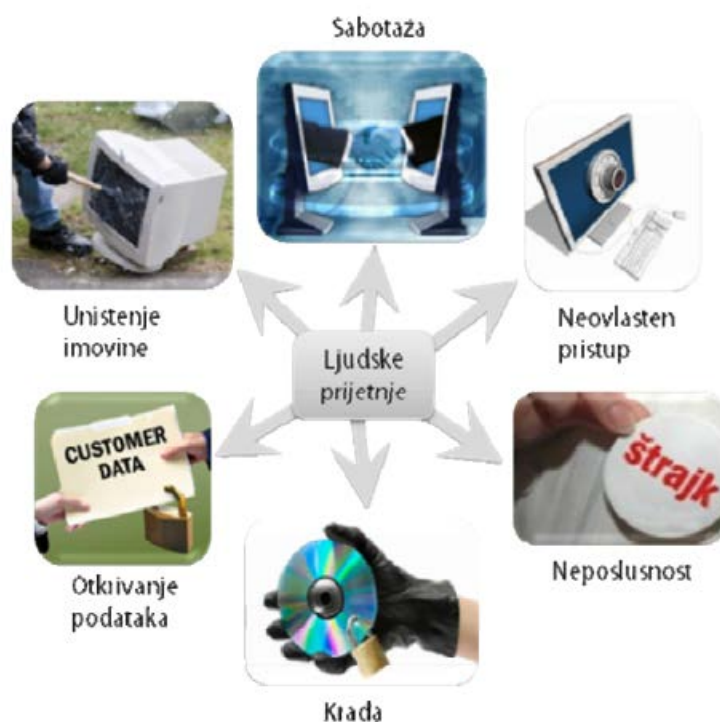 Sabotaža
Unistenje
imovine
Neovlasten
pristup
Ljudske
prijetnje
CUSTOMER
DATA
štrajk
Otkrivanje
podataka
Neposlusnost
Krada